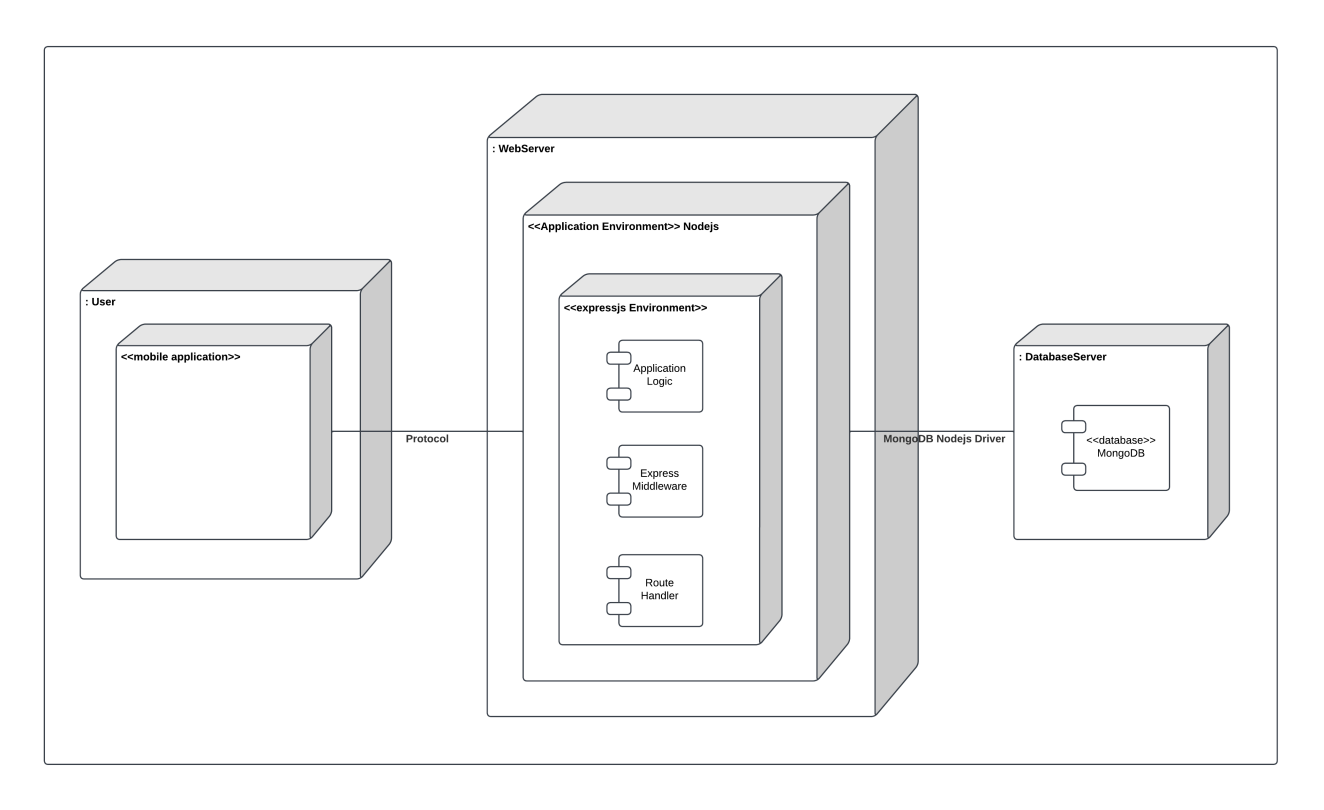 : WebServer
<<Application Environment>> Nodejs
<<expressjs Environment>>
: User
<<mobile application>>
Application
Logic
Express
Middleware
Route
Handler
Protocol
MongoDB Nodejs Driver
: DatabaseServer
<<database>>
MongoDB